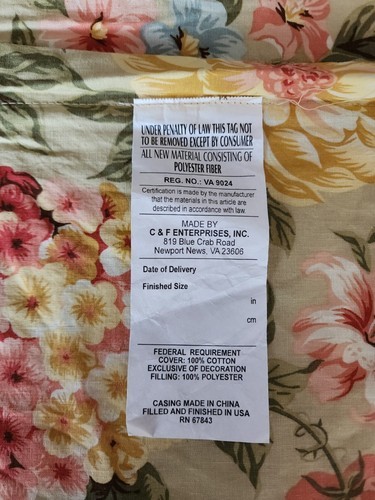 UNDER PENALTY OF LAW THIS TAG NOT
TO BE REMOVED EXCEPT BY CONSUMER
ALL NEW MATERIAL CONSISTING OF
POLYESTER FIBER
REG. NO.: VA 9024
Certification is made by the manufacturer
that the materials in this article are
described in accordance with law.
MADE BY
C & F ENTERPRISES, INC.
819 Blue Crab Road
Newport News, VA 23606
Date of Delivery
Finished Size
in
cm
FEDERAL REQUIREMENT
COVER: 100% COTTON
EXCLUSIVE OF DECORATION
FILLING: 100% POLYESTER
CASING MADE IN CHINA
FILLED AND FINISHED IN USA
RN 67843